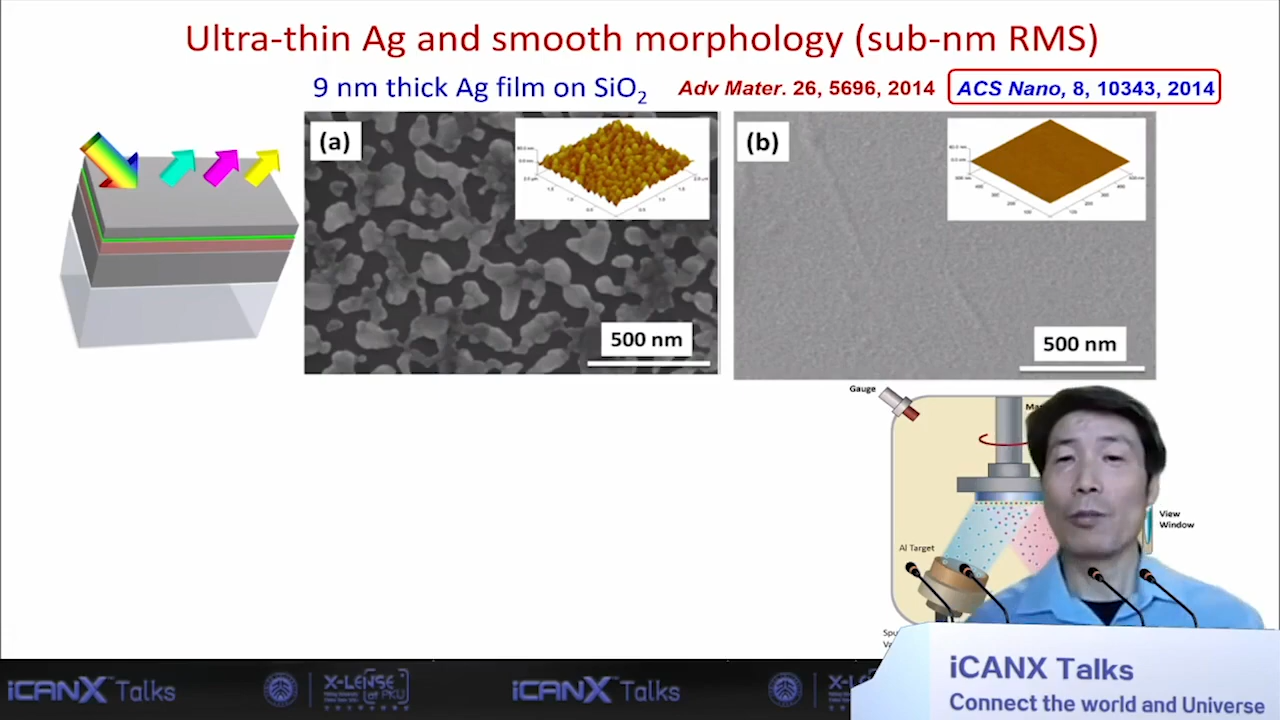 Ultra-thin Ag and smooth morphology (sub-nm RMS)
9 nm thick Ag film on SiO2
Adv Mater. 26, 5696, 2014
ACS Nano, 8, 10343, 2014
(a)
(b)
500 nm
500 nm
Gauge
View
Window
Al Target
iCANX Talks
X-LENSE
of PKU
iCANX Talks
iCANX Talks
Connect the world and Universe